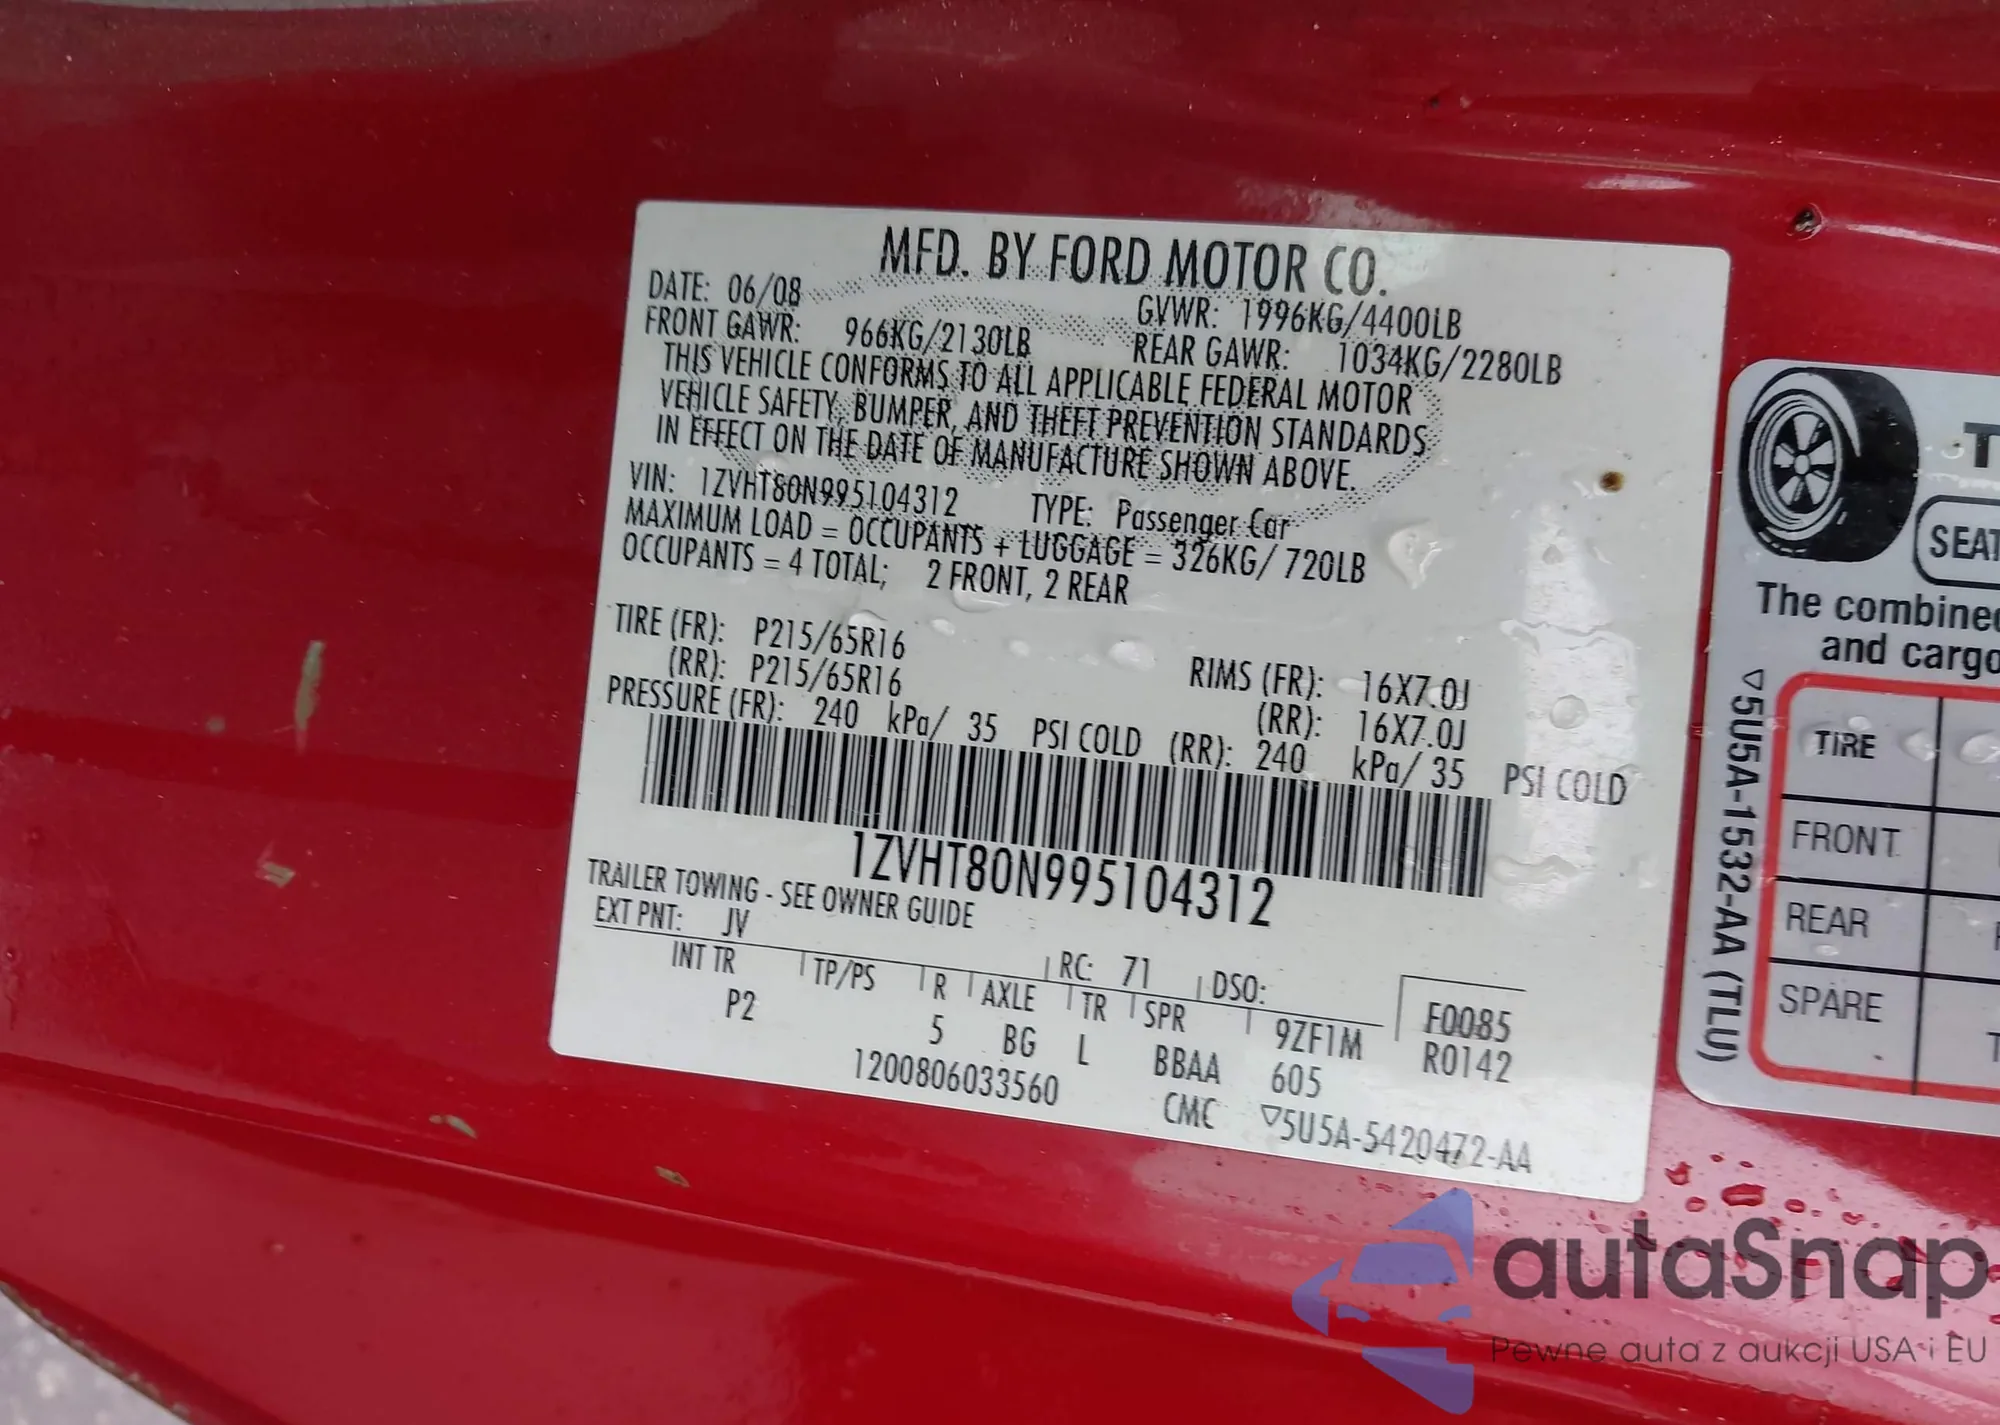 MFD. BY FORD MOTOR CO.
DATE: 06/08 GVWR: 1996KG/4400LB
FRONT GAWR: 966KG/2130LB REAR GAWR: 1034KG/2280LB
THIS VEHICLE CONFORMS TO ALL APPLICABLE FEDERAL MOTOR
VEHICLE SAFETY, BUMPER, AND THEFT PREVENTION STANDARDS
IN EFFECT ON THE DATE OF MANUFACTURE SHOWN ABOVE.
VIN: 1ZVHT80N995104312 TYPE: Passenger Car
MAXIMUM LOAD = OCCUPANTS + LUGGAGE = 326KG/ 720LB
OCCUPANTS = 4 TOTAL; 2 FRONT, 2 REAR
TIRE (FR): P215/65R16 RIMS (FR): 16X7.0J
(RR): P215/65R16 (RR): 16X7.0J
PRESSURE (FR): 240 kPa/ 35 PSI COLD (RR): 240 kPa/ 35 PSI COLD
1ZVHT80N995104312
TRAILER TOWING - SEE OWNER GUIDE
EXT PNT: JV RC: 71 DSO:
INT TR TP/PS R AXLE TR SPR 9ZF1M F0085
P2 5 BG L BBAA 605 R0142
1200806033560 CMC ▽5U5A-5420472-AA
T
SEAT
The combined
and cargo
TIRE
FRONT
REAR
SPARE
▽5U5A-1532-AA (TLU)
autaSnap
Pewne auta z aukcji USA i EU